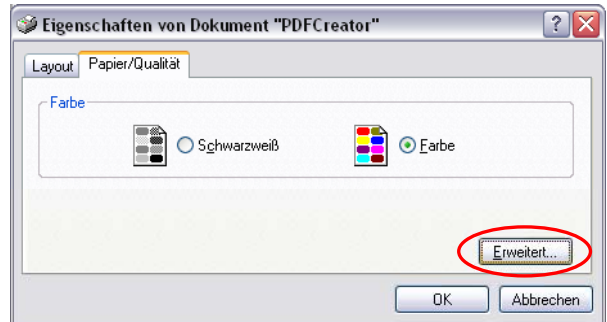 Eigenschaften von Dokument "PDFCreator"
Layout Papier/Qualität
Farbe
Schwarzweiß Farbe
Erweitert...
OK Abbrechen